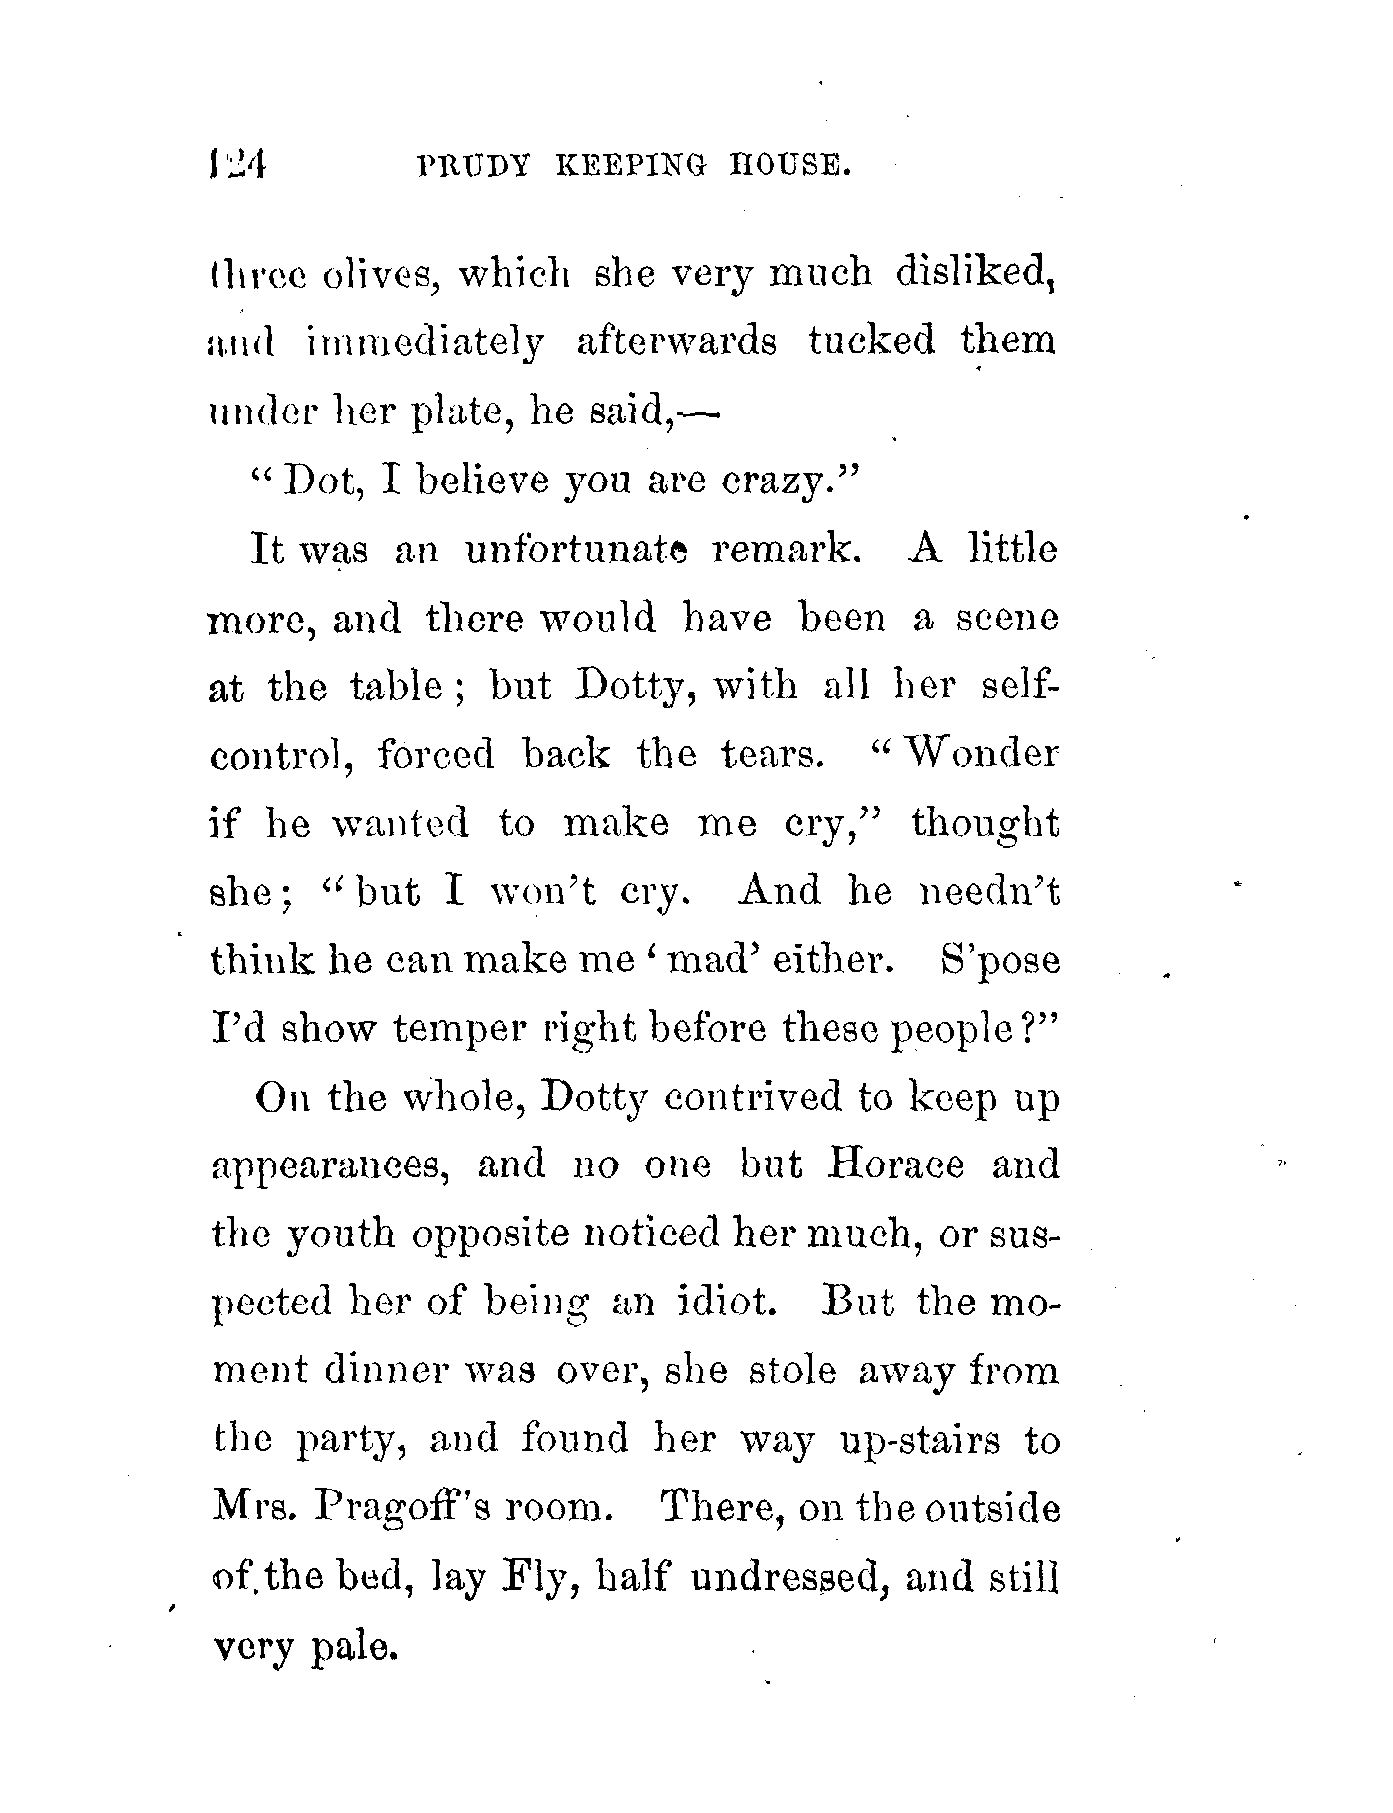 124 PRUDY KEEPING HOUSE.
three olives, which she very much disliked,
and immediately afterwards tucked them
under her plate, he said,—
“Dot, I believe you are crazy.”
It was an unfortunate remark. A little
more, and there would have been a scene
at the table; but Dotty, with all her self-
control, forced back the tears. “Wonder
if he wanted to make me cry,” thought
she; “but I won’t cry. And he needn’t
think he can make me ‘mad’ either. S’pose
I’d show temper right before these people?”
On the whole, Dotty contrived to keep up
appearances, and no one but Horace and
the youth opposite noticed her much, or sus-
pected her of being an idiot. But the mo-
ment dinner was over, she stole away from
the party, and found her way up-stairs to
Mrs. Pragoff’s room. There, on the outside
of the bed, lay Fly, half undressed, and still
very pale.